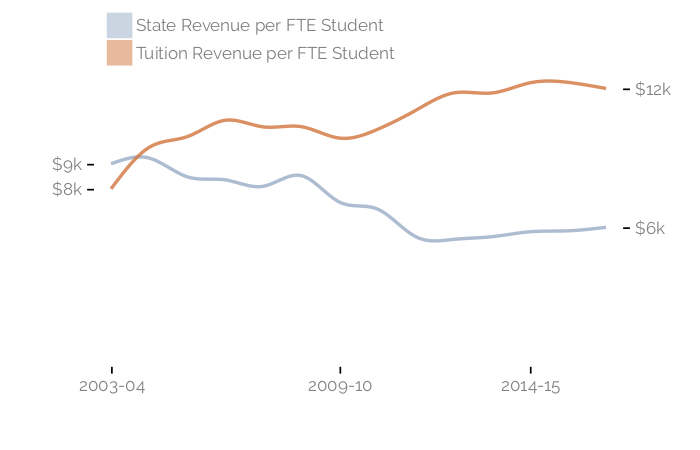 State Revenue per FTE Student
Tuition Revenue per FTE Student
$12k
$9k
$8k
$6k
2003-04 2009-10 2014-15